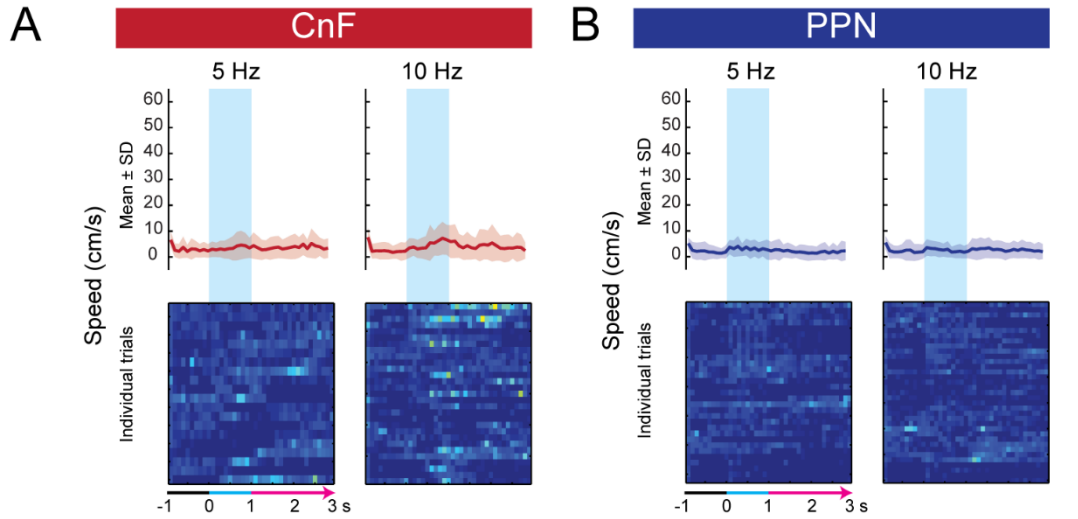 A
CnF
5 Hz
10 Hz
Speed (cm/s)
Mean ± SD
60
50
40
30
20
10
0
Individual trials
-1 0 1 2 3 s
B
PPN
5 Hz
10 Hz
Speed (cm/s)
Mean ± SD
60
50
40
30
20
10
0
Individual trials
-1 0 1 2 3 s